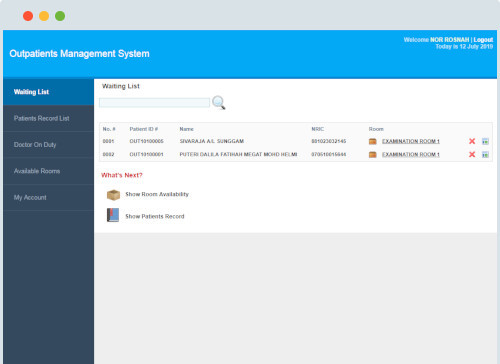 Welcome NOR ROSNAH | Logout
Today is 12 July 2015
Outpatients Management System
Waiting List
Patients Record List
Doctor On Duty
Available Rooms
My Account
Waiting List
No. # Patient ID # Name NRIC Room
0001 OUT10100005 SIVARAJA A/L SUNGGAM 801023032145 EXAMINATION ROOM 1
0002 OUT10100001 PUTERI DALILA FATIHAH MEGAT MOHD HELMI 070510015644 EXAMINATION ROOM 1
What's Next?
Show Room Availability
Show Patients Record